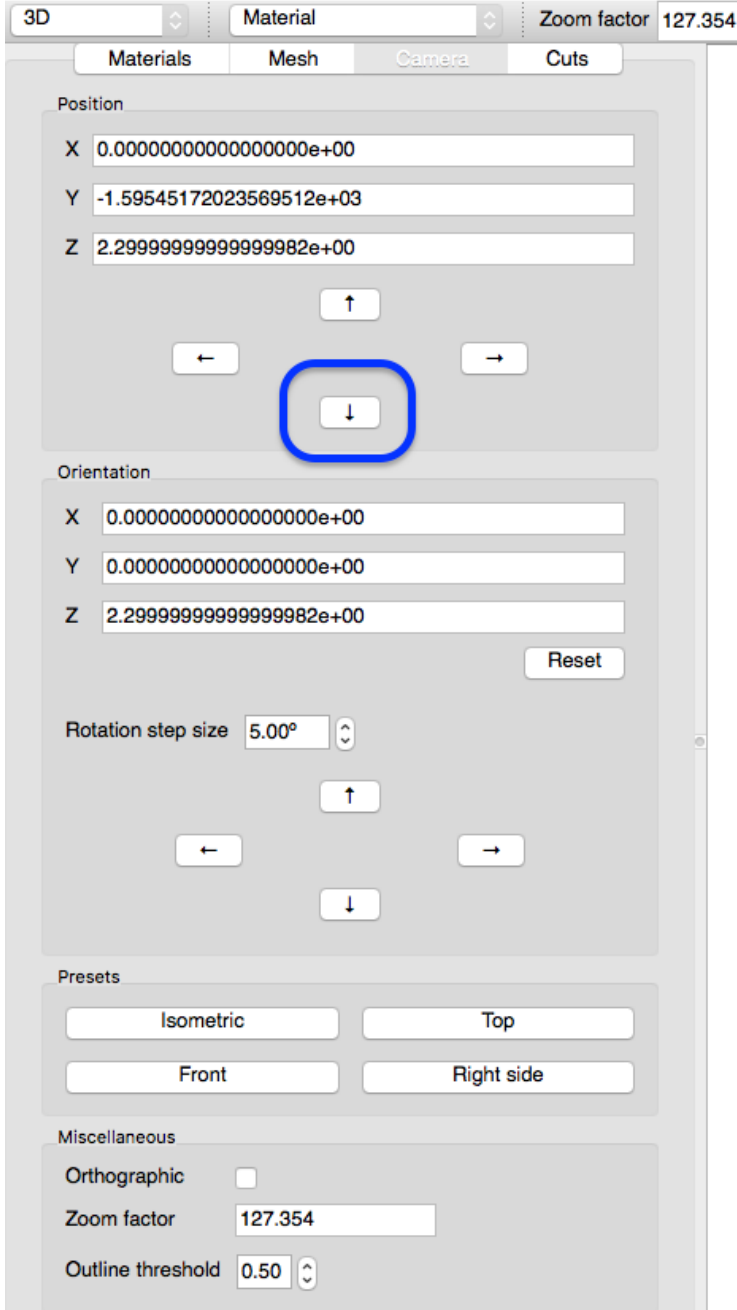 3D Material Zoom factor 127.354
Materials Mesh Camera Cuts
Position
X 0.00000000000000000e+00
Y -1.59545172023569512e+03
Z 2.29999999999999982e+00
↑
← →
↓
Orientation
X 0.00000000000000000e+00
Y 0.00000000000000000e+00
Z 2.29999999999999982e+00
Reset
Rotation step size 5.00º
↑
← →
↓
Presets
Isometric Top
Front Right side
Miscellaneous
Orthographic
Zoom factor 127.354
Outline threshold 0.50